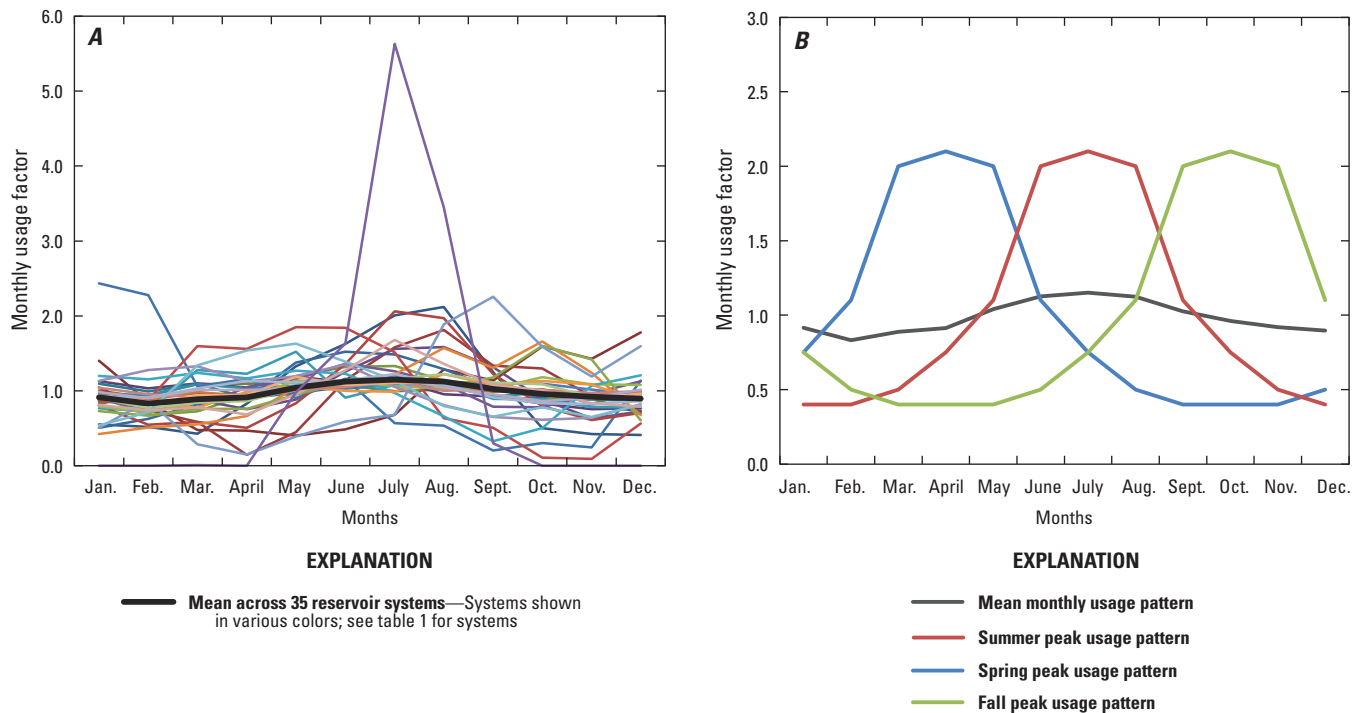 A
6.0
5.0
4.0
3.0
2.0
1.0
0.0
Monthly usage factor
Jan. Feb. Mar. April May June July Aug. Sept. Oct. Nov. Dec.
Months
EXPLANATION
Mean across 35 reservoir systems—Systems shown
in various colors; see table 1 for systems
B
3.0
2.5
2.0
1.5
1.0
0.5
0.0
Monthly usage factor
Jan. Feb. Mar. April May June July Aug. Sept. Oct. Nov. Dec.
Months
EXPLANATION
Mean monthly usage pattern
Summer peak usage pattern
Spring peak usage pattern
Fall peak usage pattern